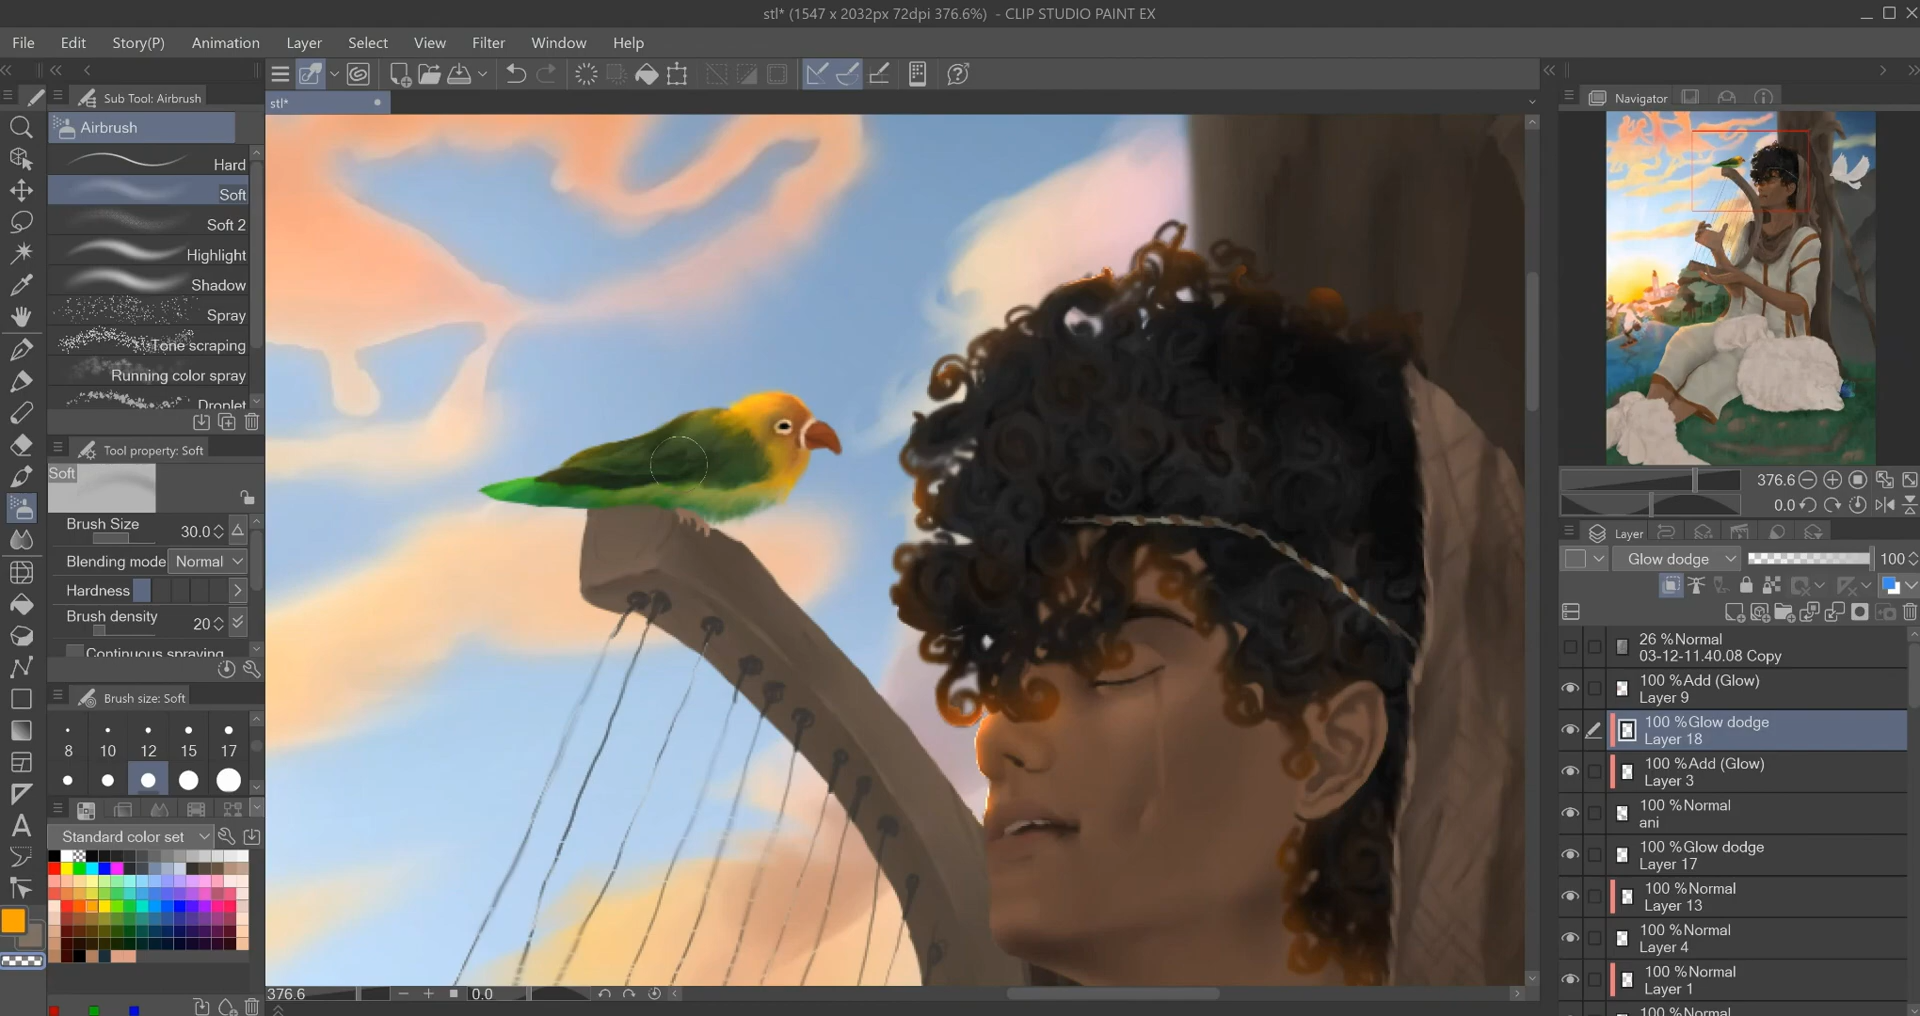 stl* (1547 x 2032px 72dpi 376.6%) - CLIP STUDIO PAINT EX
File Edit Story(P) Animation Layer Select View Filter Window Help
Sub Tool: Airbrush
Airbrush
Hard
Soft
Soft 2
Highlight
Shadow
Spray
Tone scraping
Running color spray
Droplet
Tool property: Soft
Soft
Brush Size 30.0
Blending mode Normal
Hardness
Brush density 20
Continuous spraying
Brush size: Soft
8 10 12 15 17
Standard color set
stl*
376.6 0.0
Navigator
376.6
0.0
Layer
Glow dodge 100
26 %Normal
03-12-11.40.08 Copy
100 %Add (Glow)
Layer 9
100 %Glow dodge
Layer 18
100 %Add (Glow)
Layer 3
100 %Normal
ani
100 %Glow dodge
Layer 17
100 %Normal
Layer 13
100 %Normal
Layer 4
100 %Normal
Layer 1
100 %Normal